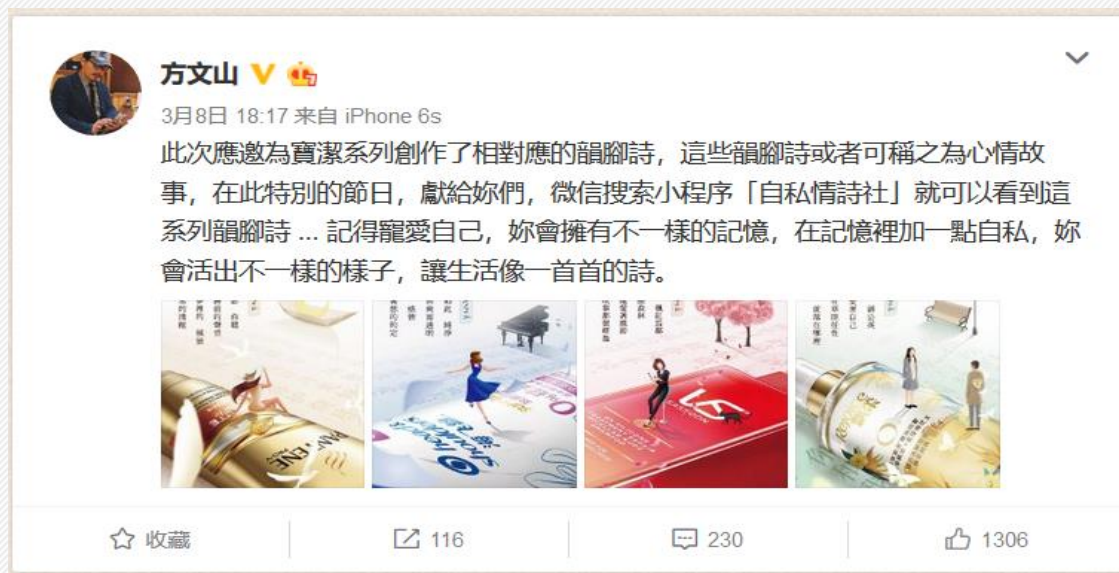 方文山
3月8日 18:17 来自 iPhone 6s
此次應邀為寶潔系列創作了相對應的韻腳詩，這些韻腳詩或者可稱之為心情故
事，在此特別的節日，獻給妳們，微信搜索小程序「自私情詩社」就可以看到這
系列韻腳詩 ... 記得寵愛自己，妳會擁有不一樣的記憶，在記憶裡加一點自私，妳
會活出不一樣的樣子，讓生活像一首首的詩。
收藏
116
230
1306